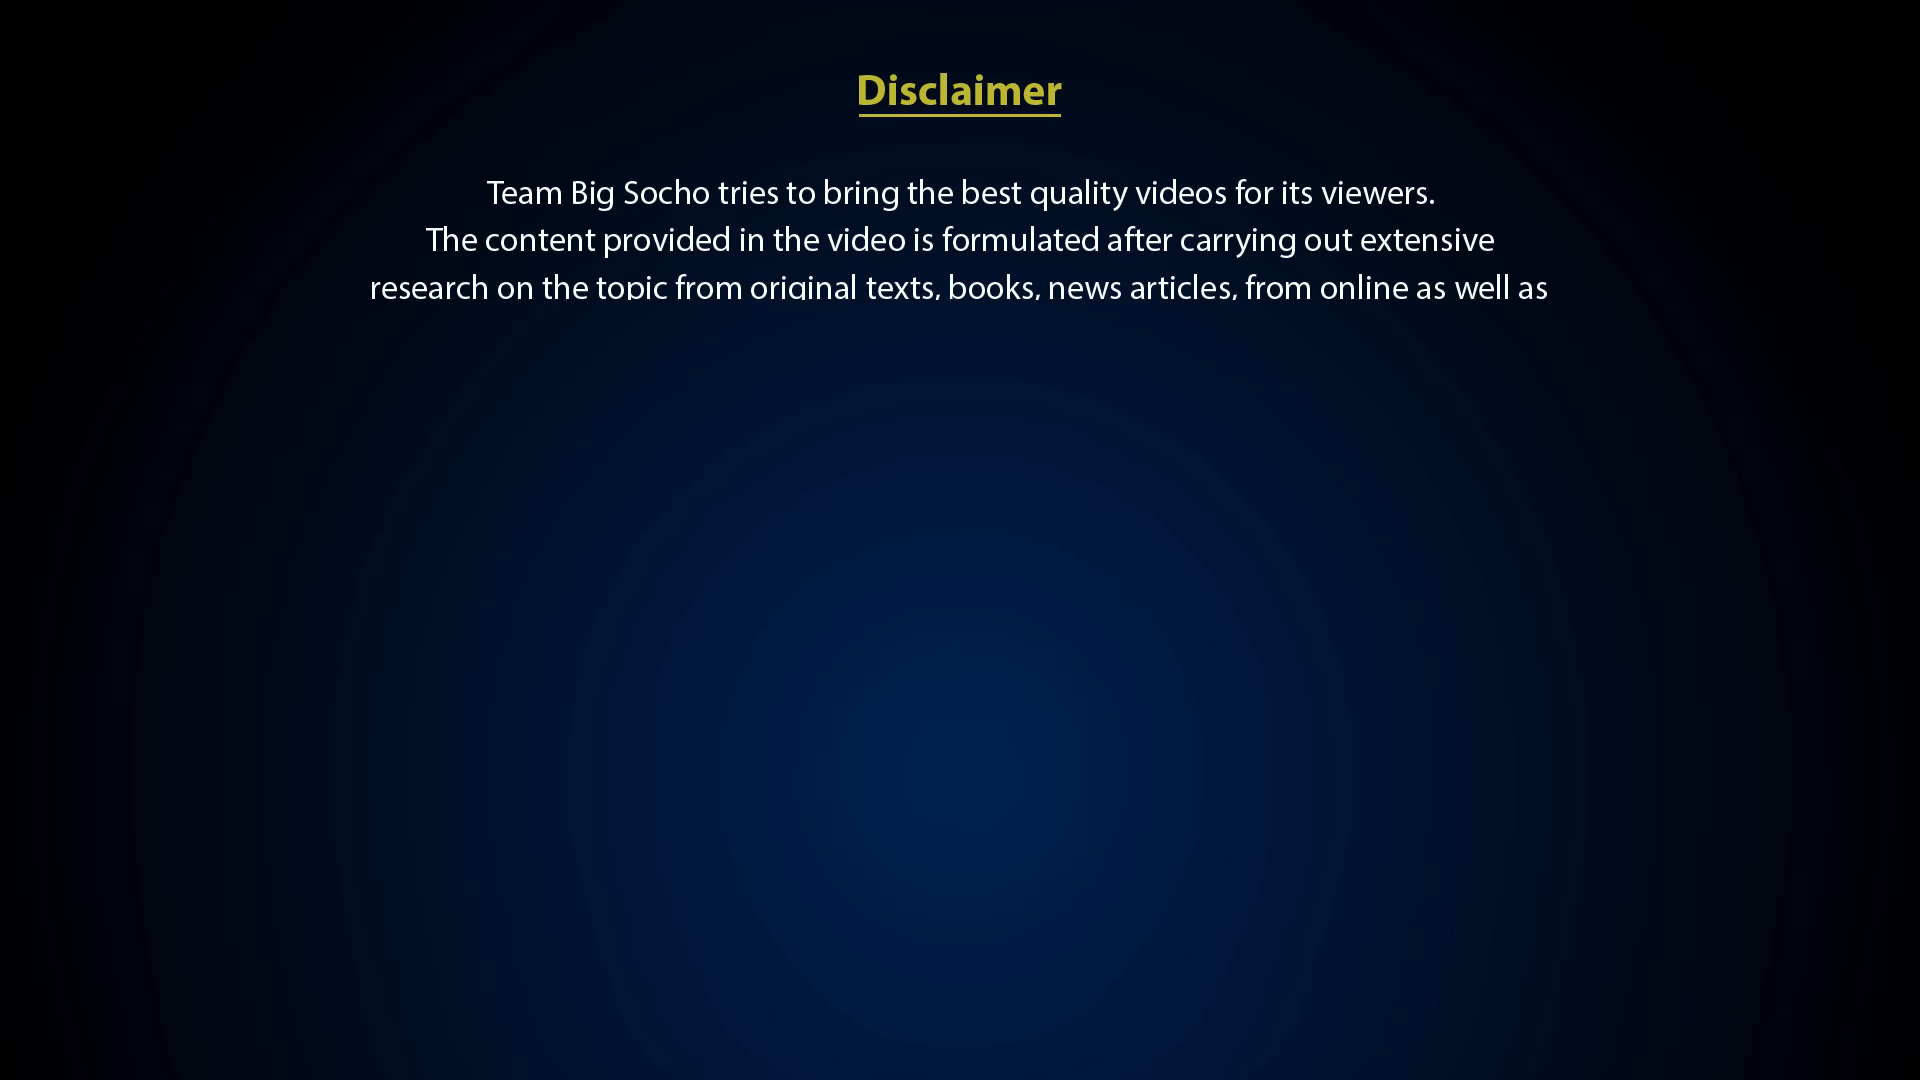 Disclaimer
Team Big Socho tries to bring the best quality videos for its viewers.
The content provided in the video is formulated after carrying out extensive
research on the topic from original texts, books, news articles, from online as well as